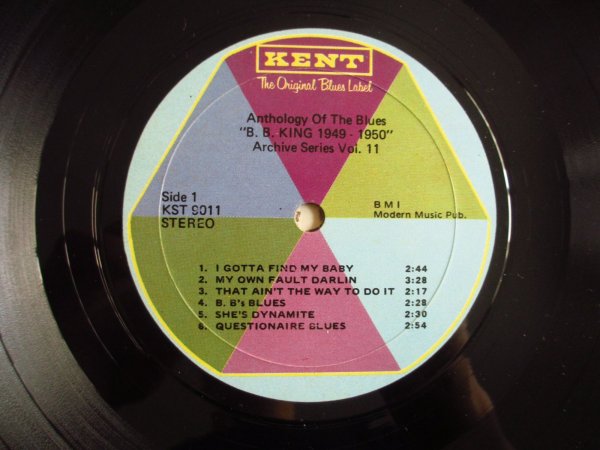 KENT
The Original Blues Label
Anthology Of The Blues
"B. B. KING 1949 - 1950"
Archive Series Vol. 11
Side 1
KST 9011
STEREO
B M I
Modern Music Pub.
1. I GOTTA FIND MY BABY 2:44
2. MY OWN FAULT DARLIN 3:28
3. THAT AIN'T THE WAY TO DO IT 2:17
4. B. B's BLUES 2:28
5. SHE'S DYNAMITE 2:30
6. QUESTIONAIRE BLUES 2:54